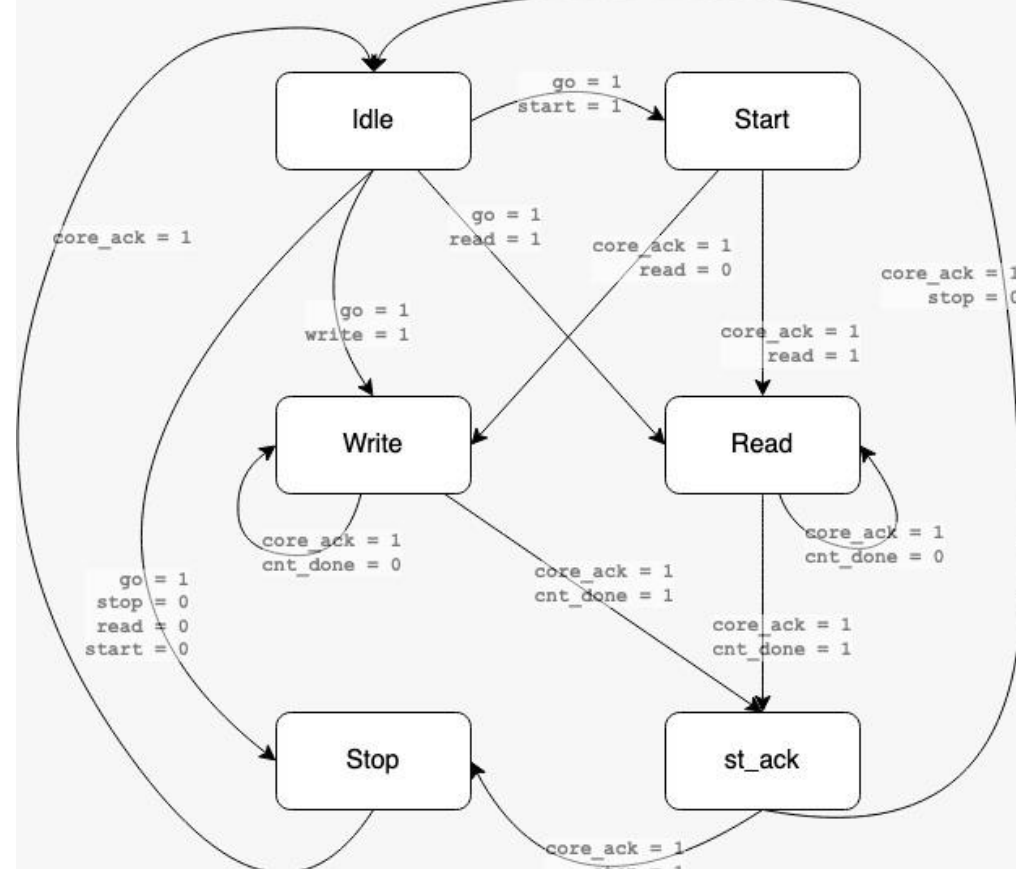 Idle
go = 1
start = 1
Start
core_ack = 1
go = 1
read = 1
core_ack = 1
read = 0
core_ack = 1
stop = 0
go = 1
write = 1
core_ack = 1
read = 1
Write
Read
core_ack = 1
cnt_done = 0
core_ack = 1
cnt_done = 0
go = 1
stop = 0
read = 0
start = 0
core_ack = 1
cnt_done = 1
core_ack = 1
cnt_done = 1
Stop
st_ack
core_ack = 1